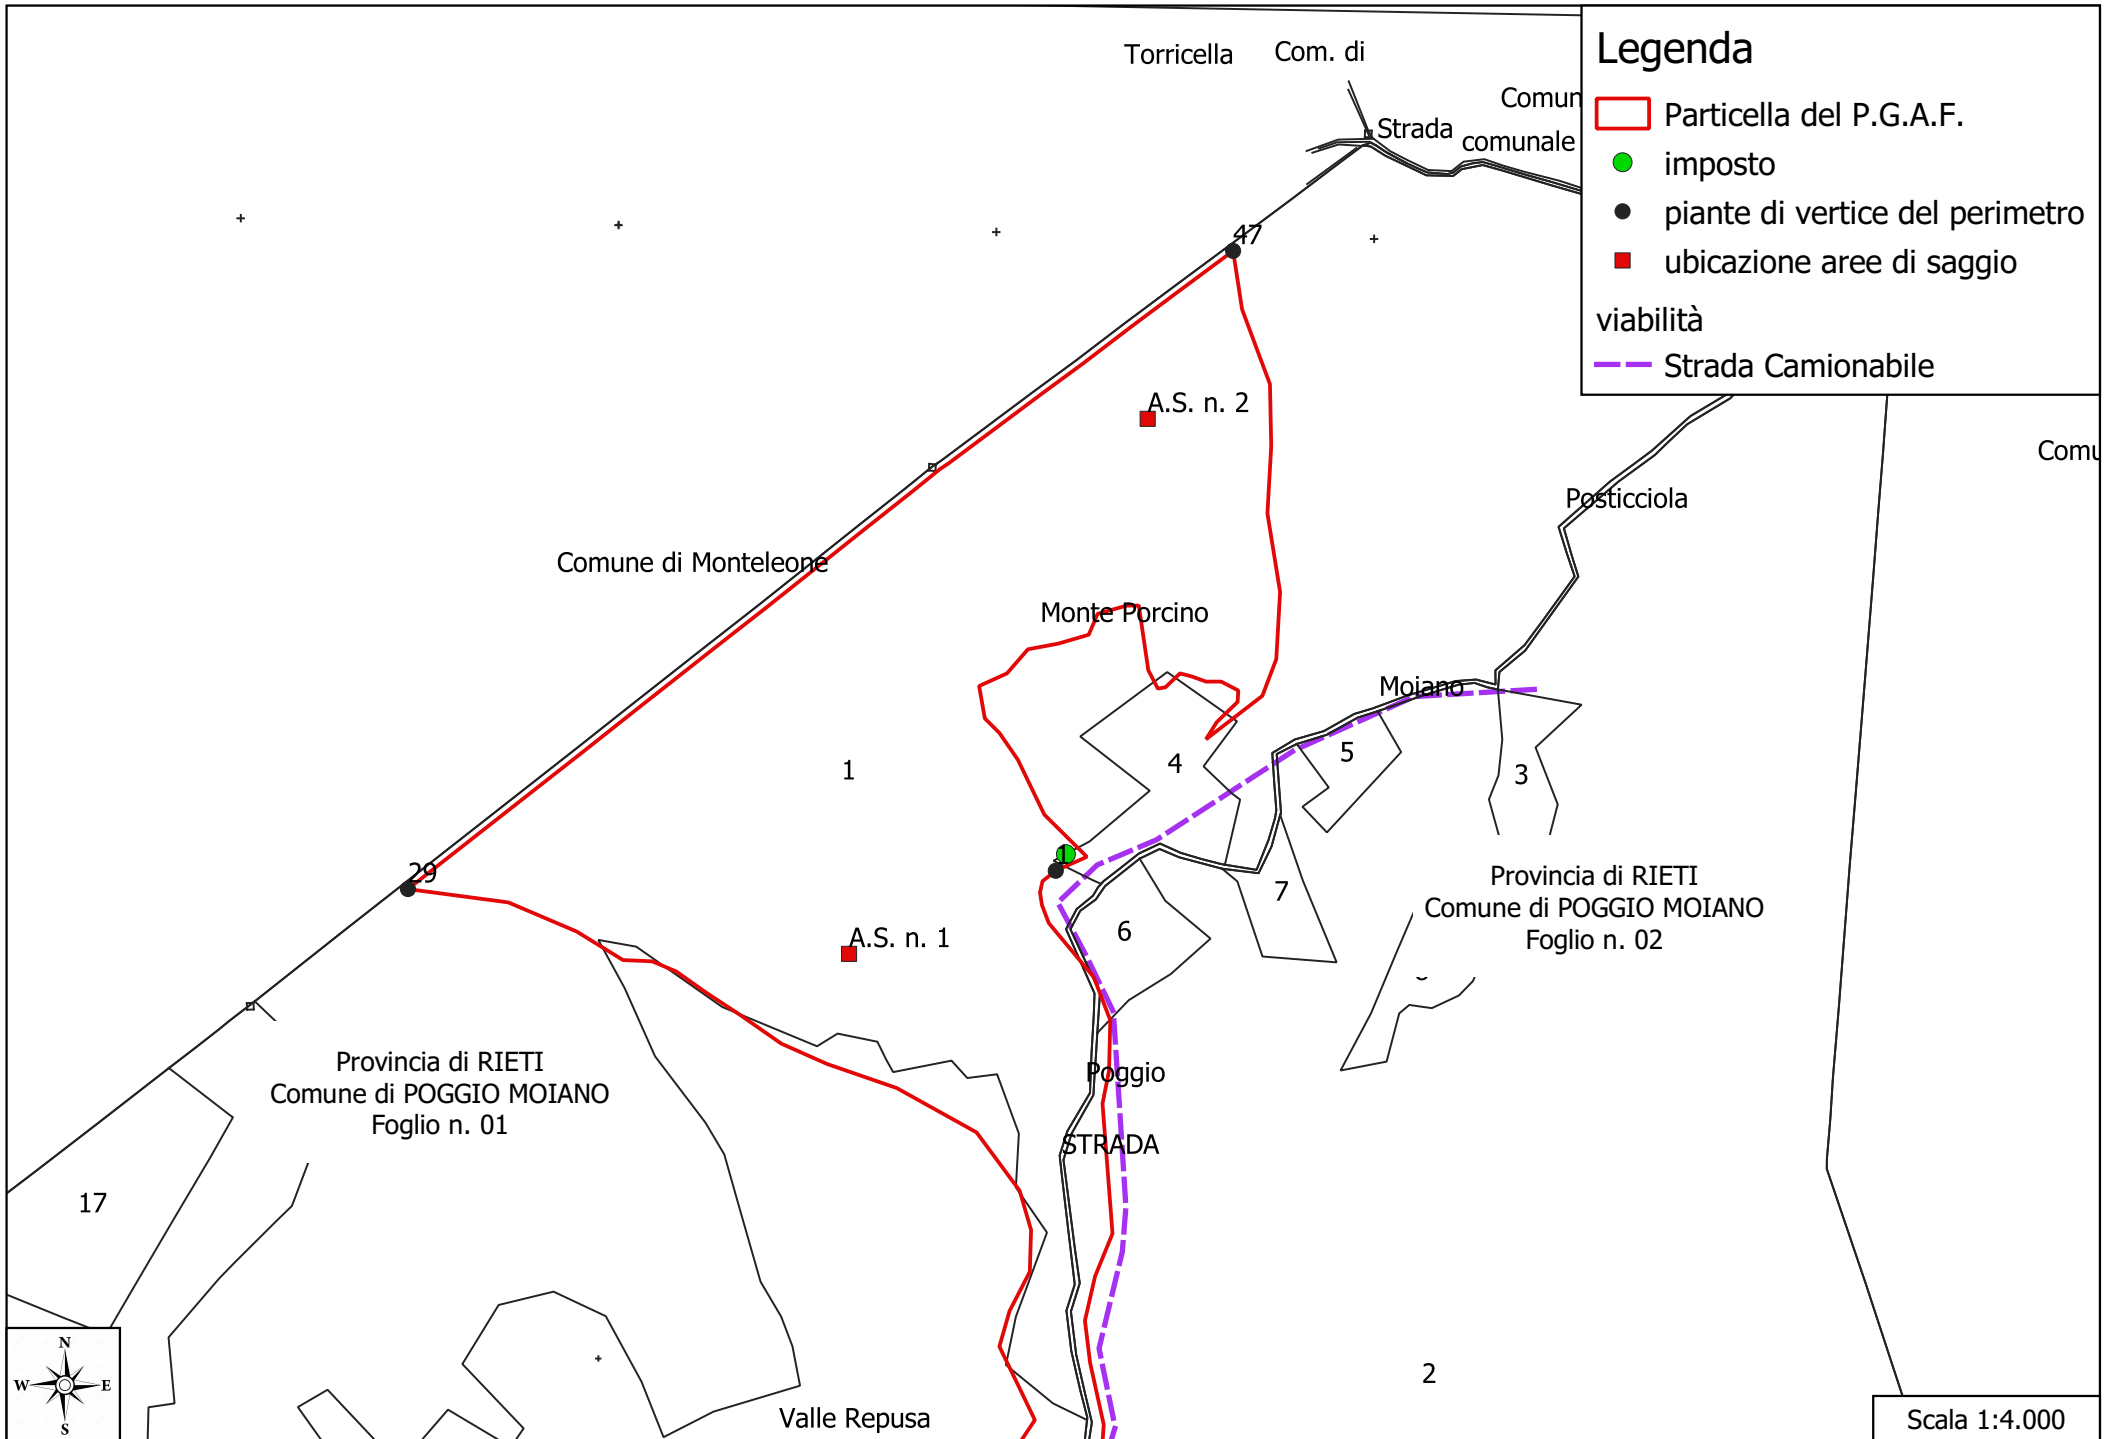 Torricella
Com. di
Comun
Strada
comunale
Legenda
Particella del P.G.A.F.
imposto
piante di vertice del perimetro
ubicazione aree di saggio
viabilità
Strada Camionabile
47
A.S. n. 2
Comu
Posticciola
Comune di Monteleone
Monte Porcino
Moiano
1
4
5
3
1
29
7
6
A.S. n. 1
Provincia di RIETI
Comune di POGGIO MOIANO
Foglio n. 02
Provincia di RIETI
Comune di POGGIO MOIANO
Foglio n. 01
Poggio
STRADA
17
2
Valle Repusa
N
W
E
S
Scala 1:4.000